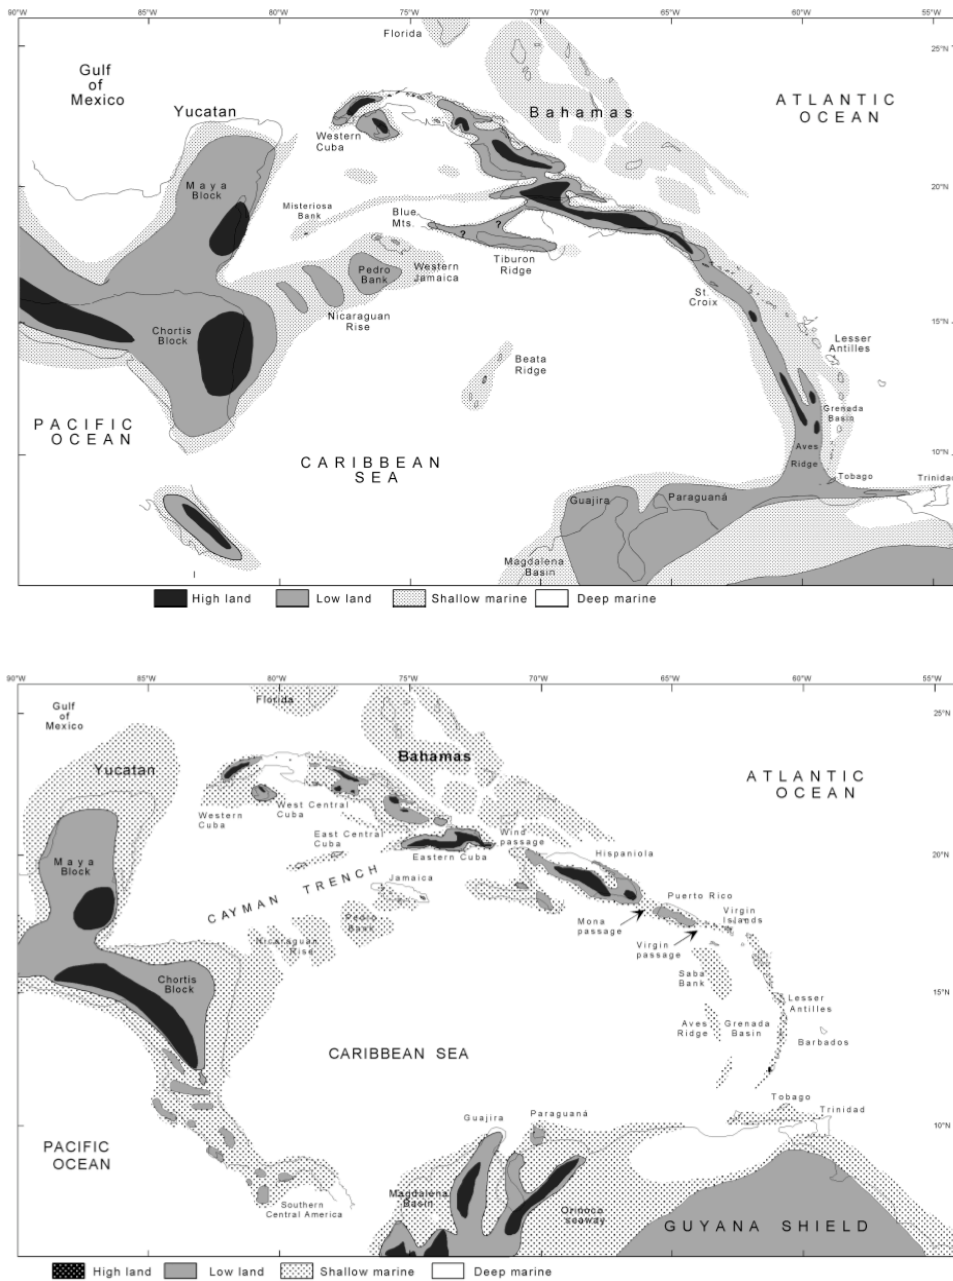 90°W 85°W 80°W 75°W 70°W 65°W 60°W 55°W
Florida
25°N
Gulf
of
Mexico
ATLANTIC
OCEAN
Yucatan
Bahamas
Western
Cuba
Maya
Block
20°N
Misteriosa
Bank
Blue
Mts.
?
?
Tiburon
Ridge
Pedro
Bank
Western
Jamaica
St.
Croix
Nicaraguan
Rise
15°N
Chortis
Block
Lesser
Antilles
Beata
Ridge
Grenada
Basin
PACIFIC
OCEAN
Aves
Ridge
10°N
CARIBBEAN
SEA
Tobago
Trinidad
Guajira
Paraguaná
Magdalena
Basin
High land Low land Shallow marine Deep marine
90°W 85°W 80°W 75°W 70°W 65°W 60°W 55°W
Florida
Gulf
of
Mexico
25°N
Bahamas
Yucatan
ATLANTIC
OCEAN
Western
Cuba
West Central
Cuba
East Central
Cuba
Wind
passage
Eastern Cuba
Hispaniola
20°N
Maya
Block
CAYMAN TRENCH
Jamaica
Puerto Rico
Virgin
Islands
Pedro
Bank
Mona
passage
Nicaraguan
Rise
Virgin
passage
Saba
Bank
Chortis
Block
15°N
Lesser
Antilles
Aves
Ridge
Grenada
Basin
Barbados
CARIBBEAN SEA
Tobago
Trinidad
10°N
Guajira
Paraguaná
PACIFIC
OCEAN
Magdalena
Basin
Southern
Central America
Orinoco
seaway
GUYANA SHIELD
High land Low land Shallow marine Deep marine